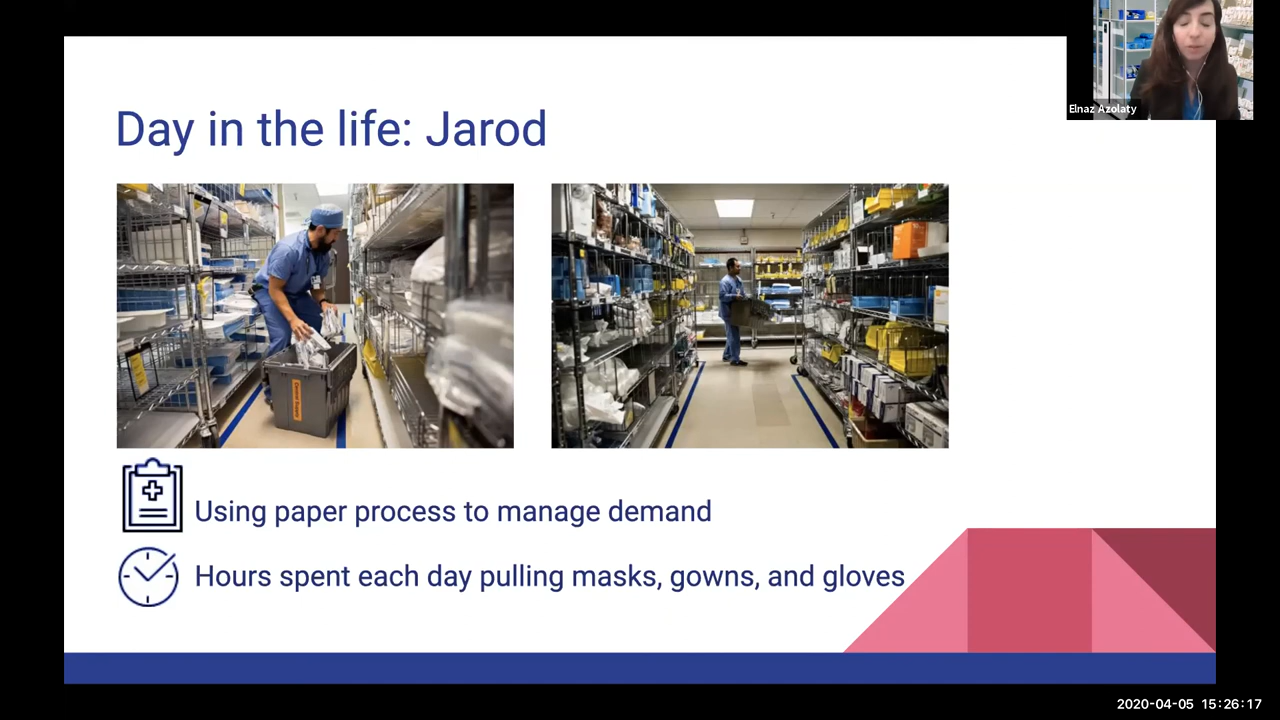 Elnaz Azolaty
Day in the life: Jarod
Using paper process to manage demand
Hours spent each day pulling masks, gowns, and gloves
2020-04-05 15:26:17